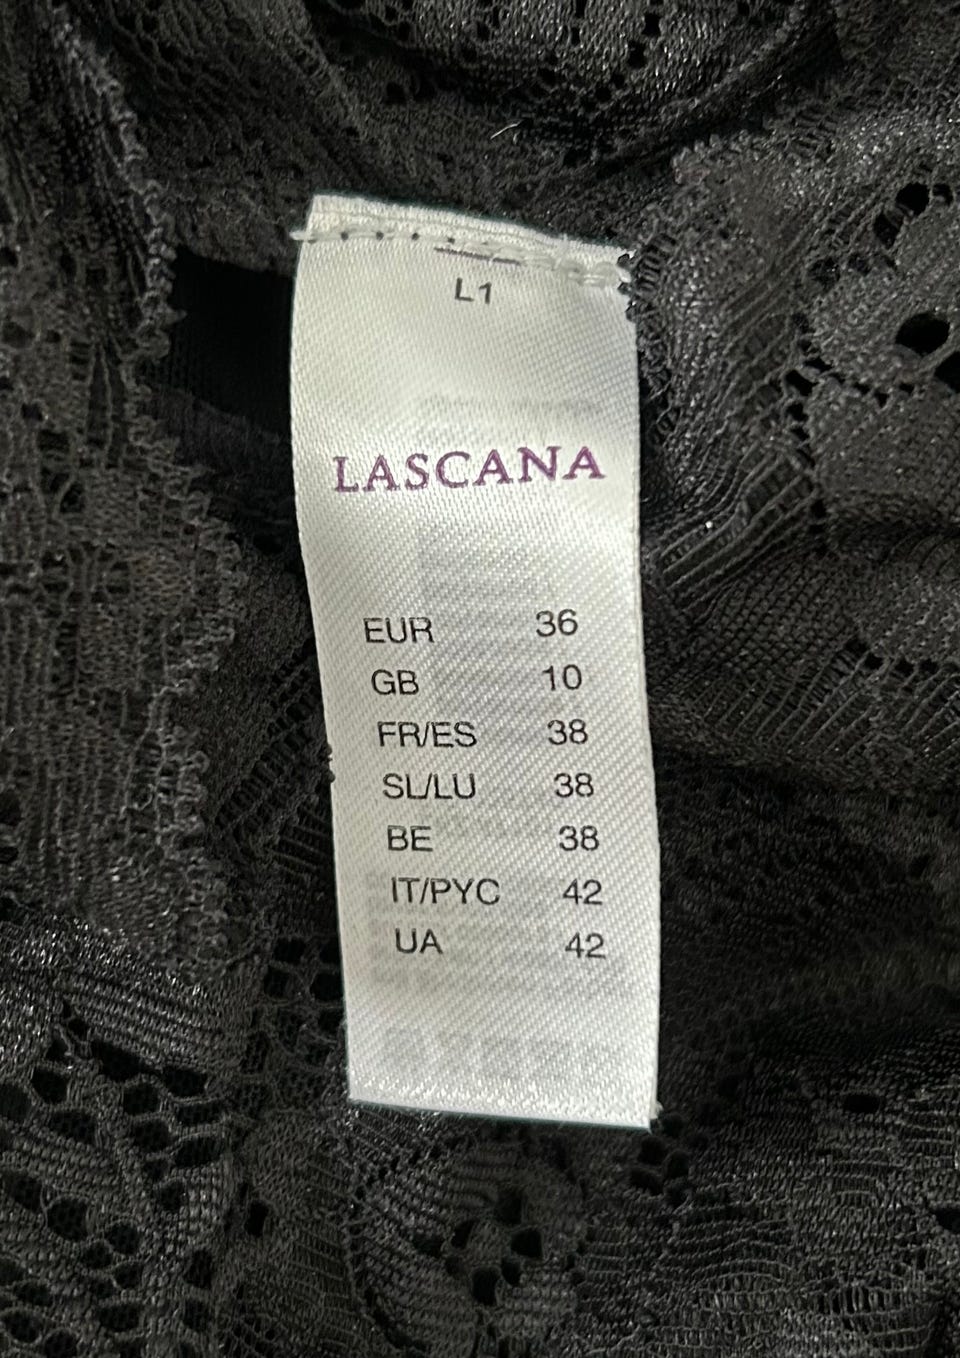 L1
LASCANA
EUR 36
GB 10
FR/ES 38
SL/LU 38
BE 38
IT/PYC 42
UA 42